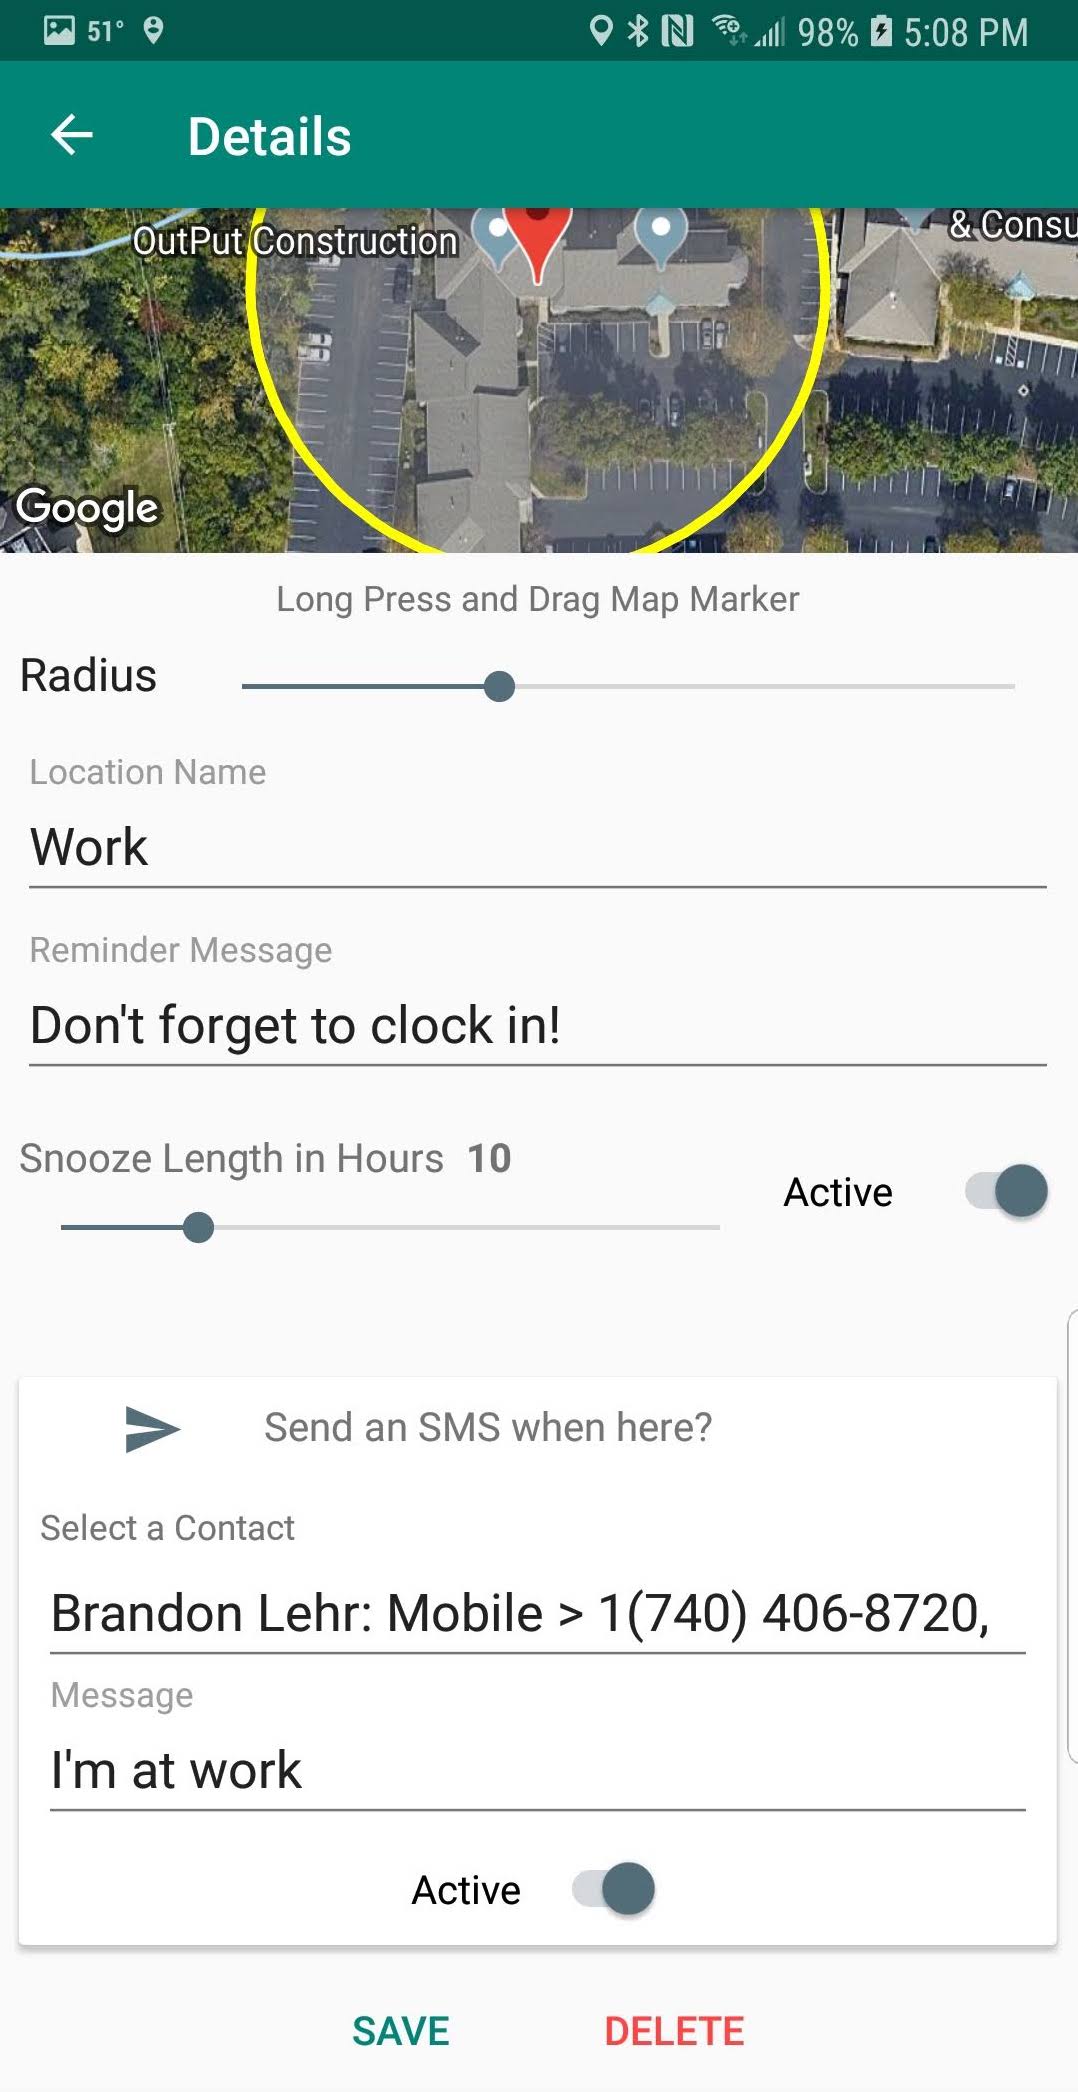 51° 98% 5:08 PM
Details
OutPut Construction
& Consu
Google
Long Press and Drag Map Marker
Radius
Location Name
Work
Reminder Message
Don't forget to clock in!
Snooze Length in Hours 10
Active
Send an SMS when here?
Select a Contact
Brandon Lehr: Mobile > 1(740) 406-8720,
Message
I'm at work
Active
SAVE DELETE